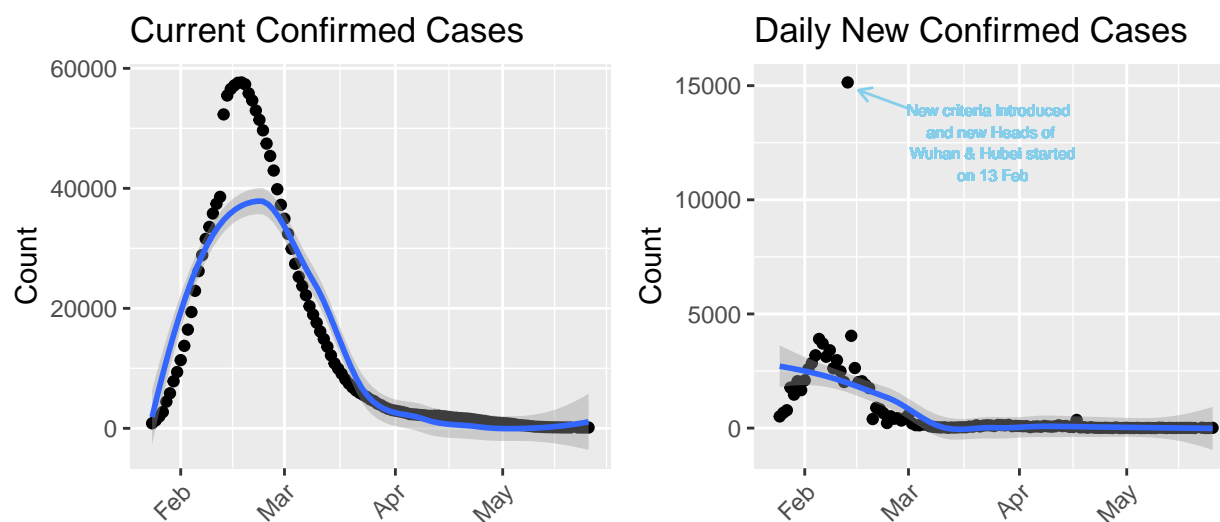 Current Confirmed Cases
Count
60000
40000
20000
0
Feb
Mar
Apr
May
Daily New Confirmed Cases
Count
15000
10000
5000
0
New criteria introduced
and new Heads of
Wuhan & Hubei started
on 13 Feb
Feb
Mar
Apr
May